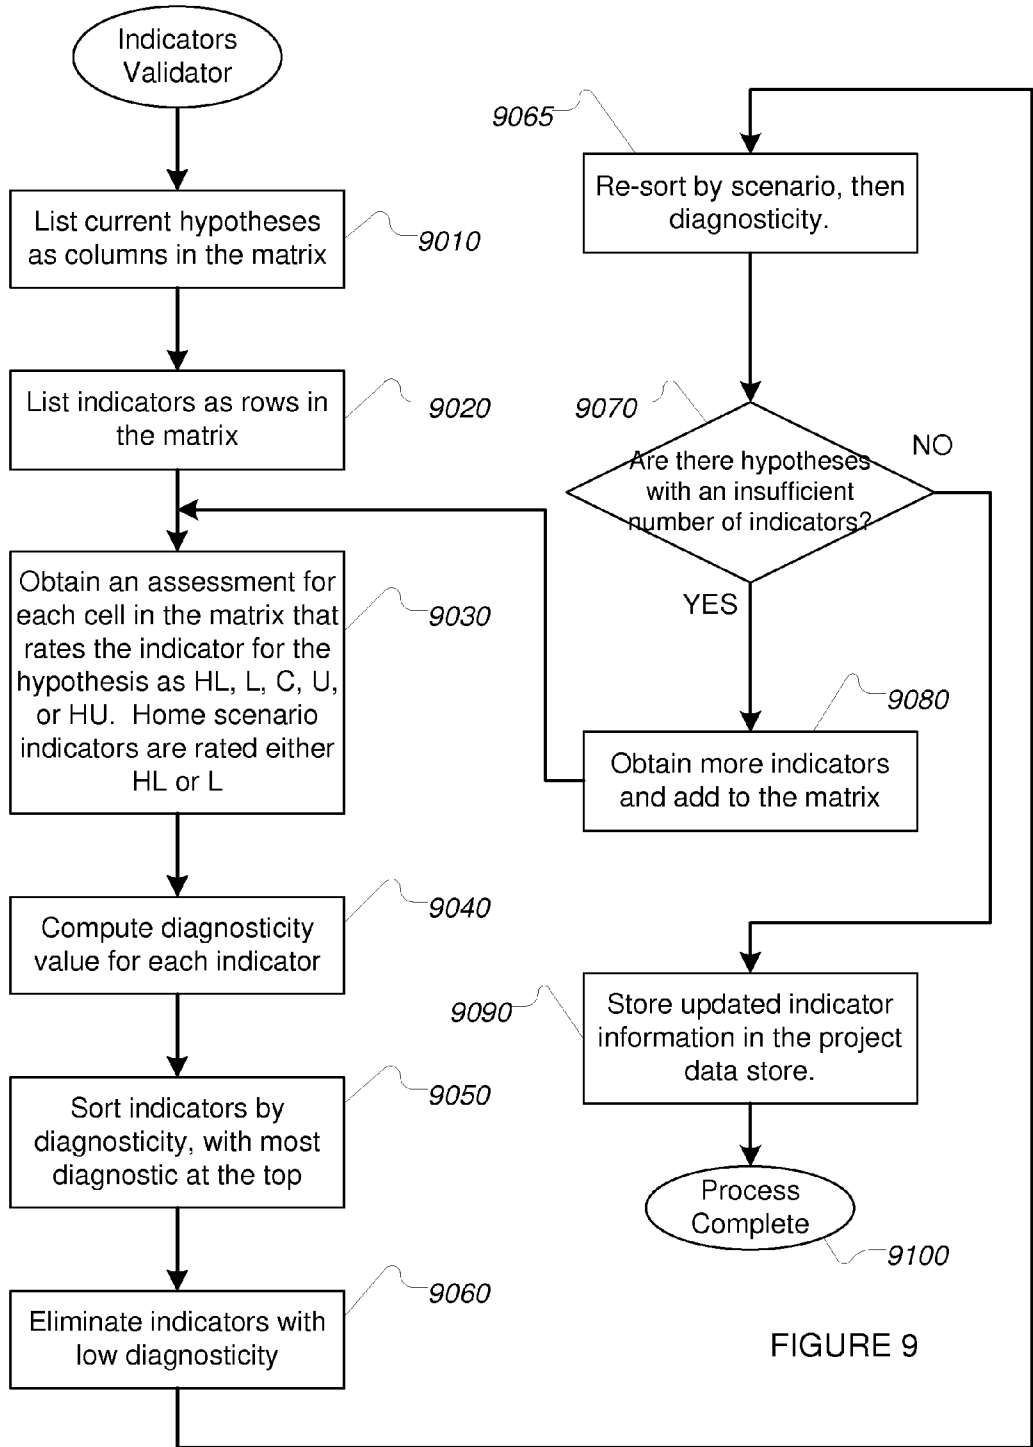 Indicators
Validator
List current hypotheses
as columns in the matrix
9010
List indicators as rows in
the matrix
9020
Obtain an assessment for
each cell in the matrix that
rates the indicator for the
hypothesis as HL, L, C, U,
or HU.  Home scenario
indicators are rated either
HL or L
9030
Compute diagnosticity
value for each indicator
9040
Sort indicators by
diagnosticity, with most
diagnostic at the top
9050
Eliminate indicators with
low diagnosticity
9060
9065
Re-sort by scenario, then
diagnosticity.
9070
Are there hypotheses
with an insufficient
number of indicators?
NO
YES
9080
Obtain more indicators
and add to the matrix
9090
Store updated indicator
information in the project
data store.
Process
Complete
9100
FIGURE 9